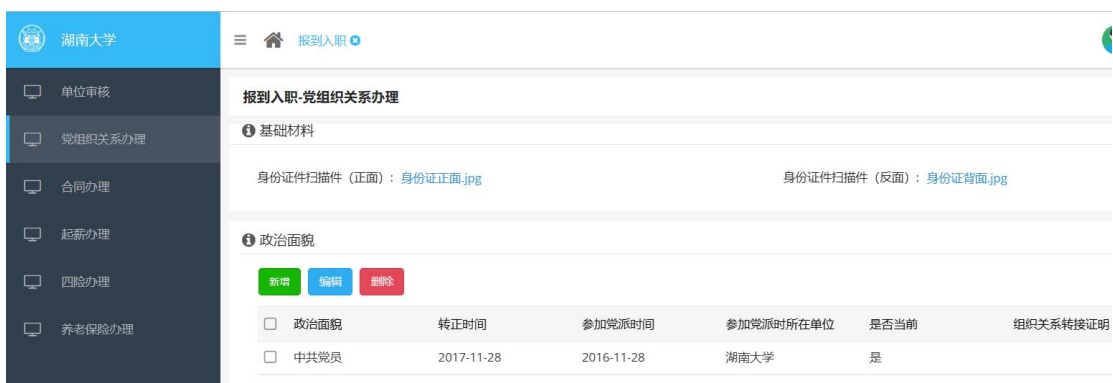 湖南大学
报到入职
单位审核
党组织关系办理
合同办理
起薪办理
四险办理
养老保险办理
报到入职-党组织关系办理
基础材料
身份证件扫描件（正面）: 身份证正面.jpg 身份证件扫描件（反面）: 身份证背面.jpg
政治面貌
新增 编辑 删除
政治面貌 转正时间 参加党派时间 参加党派时所在单位 是否当前 组织关系转接证明
中共党员 2017-11-28 2016-11-28 湖南大学 是